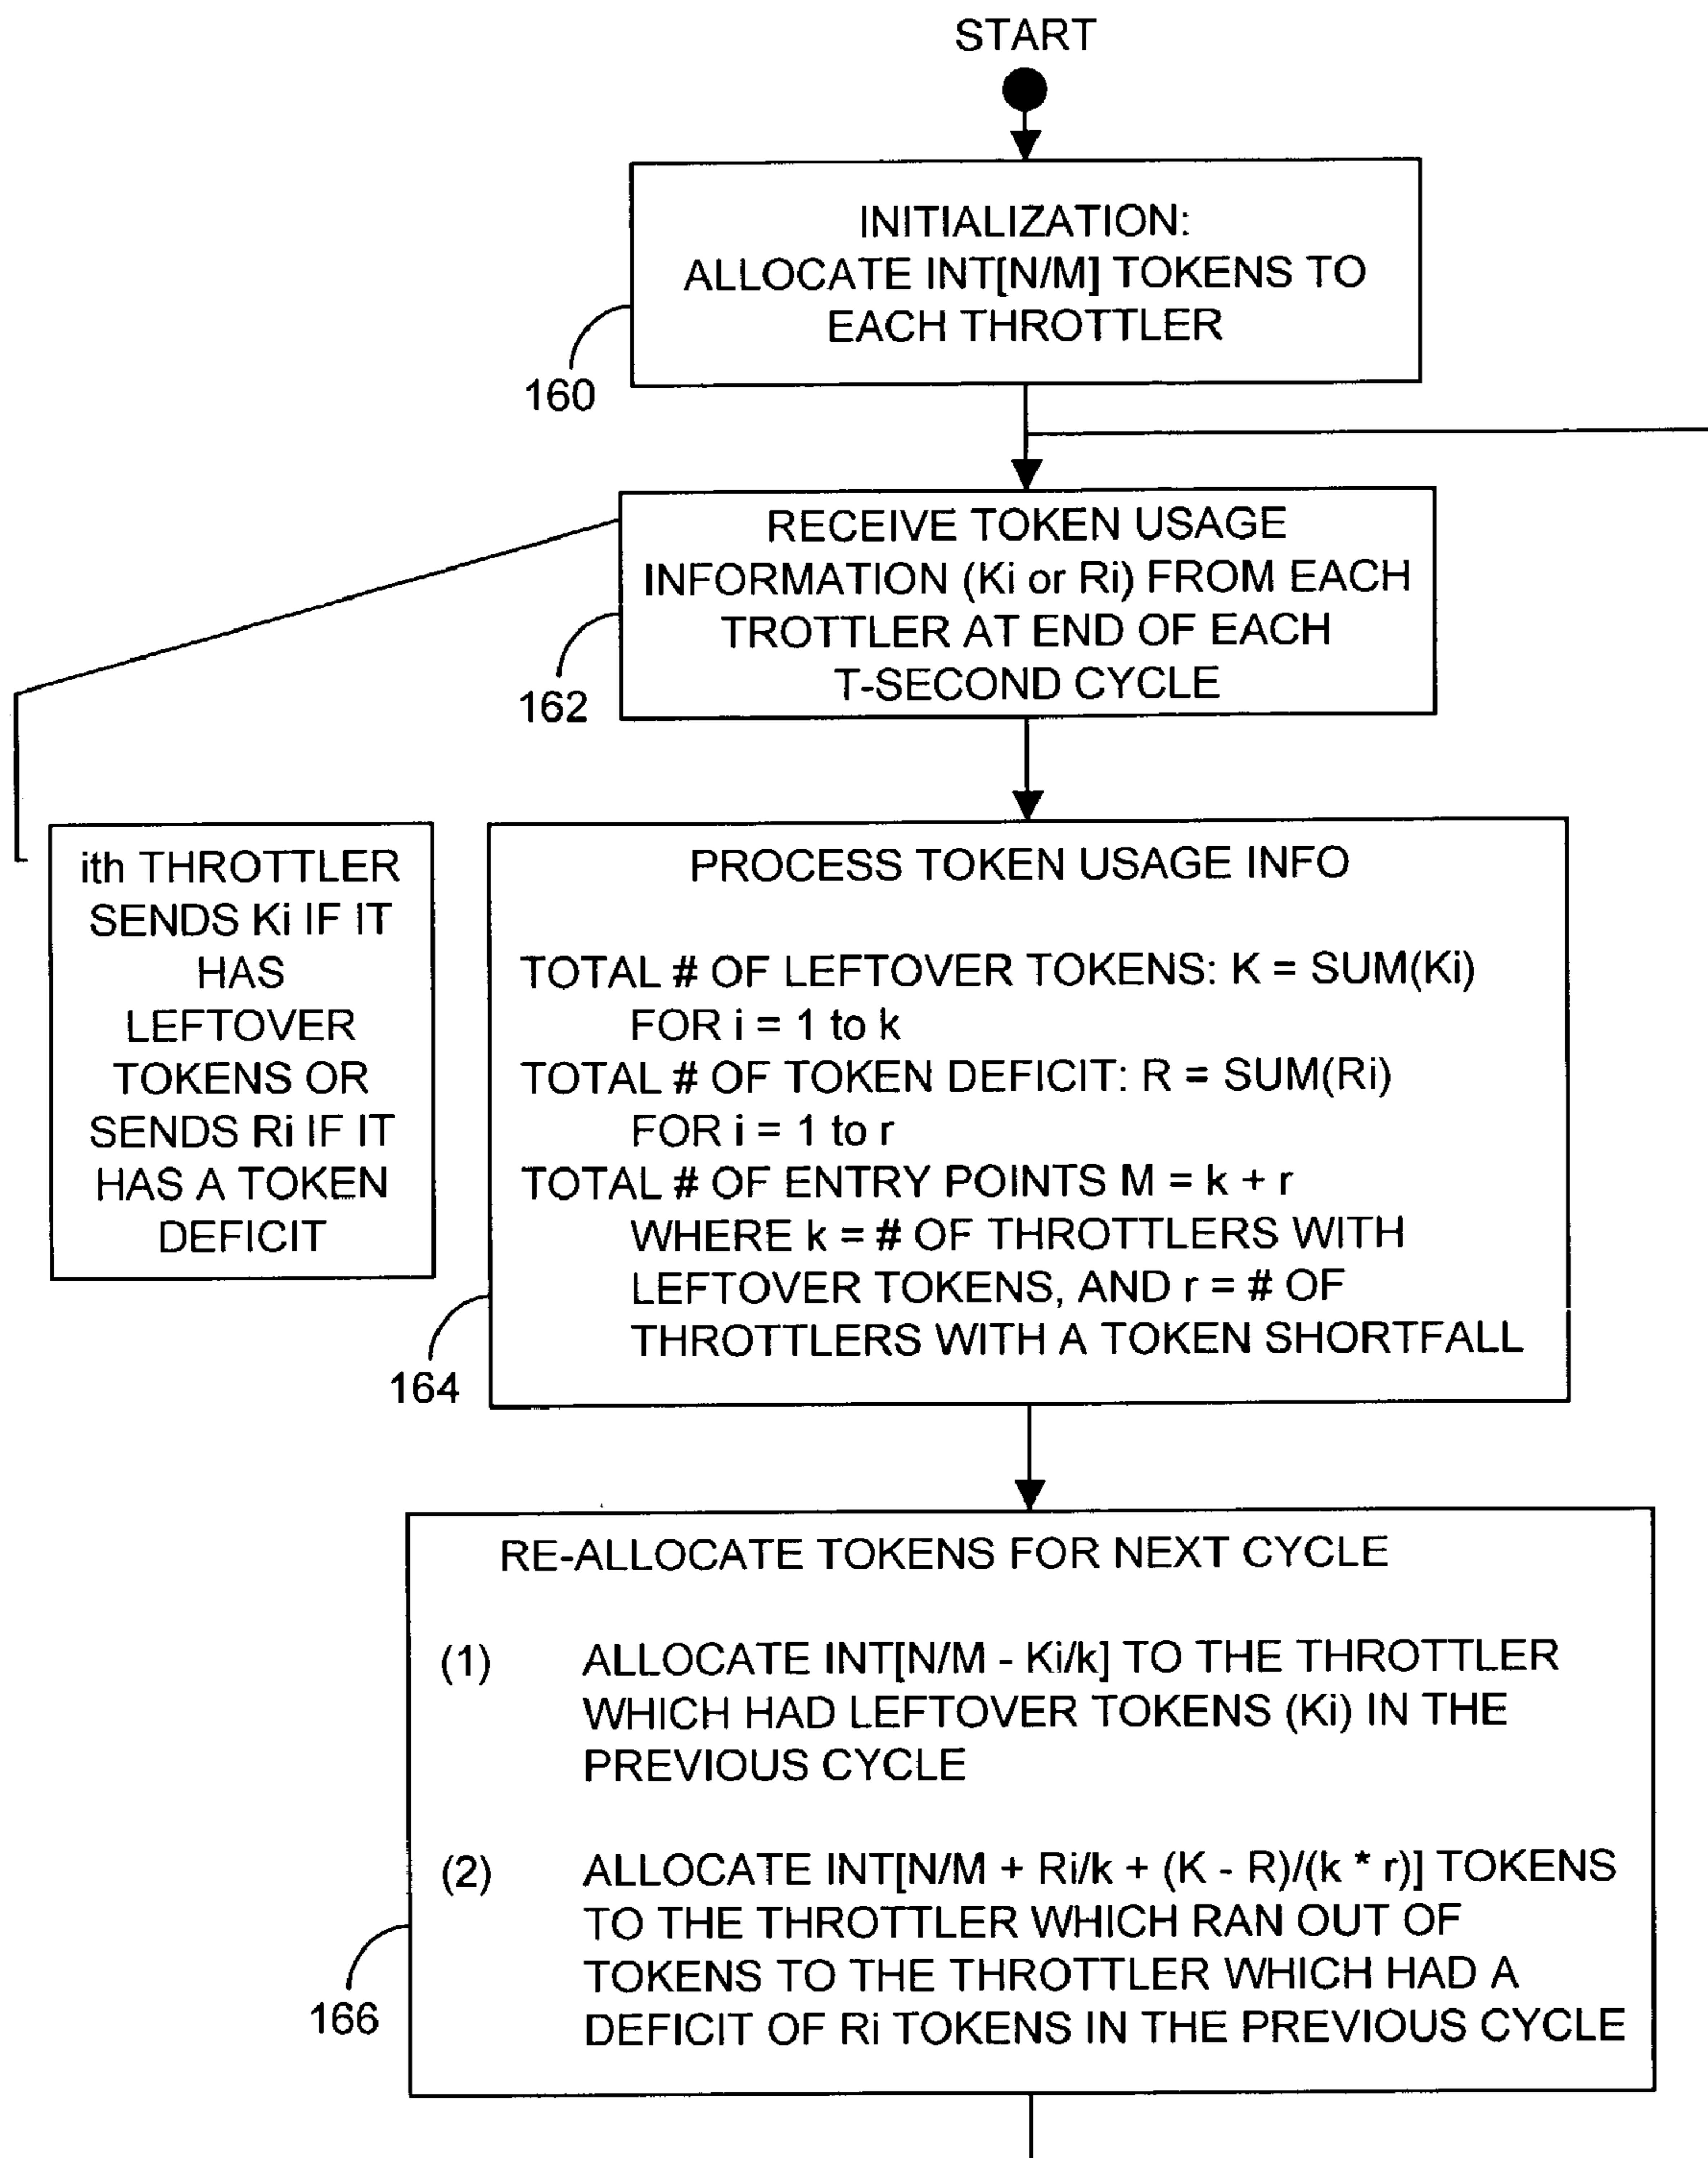 START
INITIALIZATION:
ALLOCATE INT[N/M] TOKENS TO
EACH THROTTLER
160
RECEIVE TOKEN USAGE
INFORMATION (Ki or Ri) FROM EACH
TROTTLER AT END OF EACH
T-SECOND CYCLE
162
ith THROTTLER
SENDS Ki IF IT
HAS
LEFTOVER
TOKENS OR
SENDS Ri IF IT
HAS A TOKEN
DEFICIT
PROCESS TOKEN USAGE INFO
TOTAL # OF LEFTOVER TOKENS: K = SUM(Ki)
FOR i = 1 to k
TOTAL # OF TOKEN DEFICIT: R = SUM(Ri)
FOR i = 1 to r
TOTAL # OF ENTRY POINTS M = k + r
WHERE k = # OF THROTTLERS WITH
LEFTOVER TOKENS, AND r = # OF
THROTTLERS WITH A TOKEN SHORTFALL
164
RE-ALLOCATE TOKENS FOR NEXT CYCLE
(1) ALLOCATE INT[N/M - Ki/k] TO THE THROTTLER
WHICH HAD LEFTOVER TOKENS (Ki) IN THE
PREVIOUS CYCLE
(2) ALLOCATE INT[N/M + Ri/k + (K - R)/(k * r)] TOKENS
TO THE THROTTLER WHICH RAN OUT OF
TOKENS TO THE THROTTLER WHICH HAD A
DEFICIT OF Ri TOKENS IN THE PREVIOUS CYCLE
166